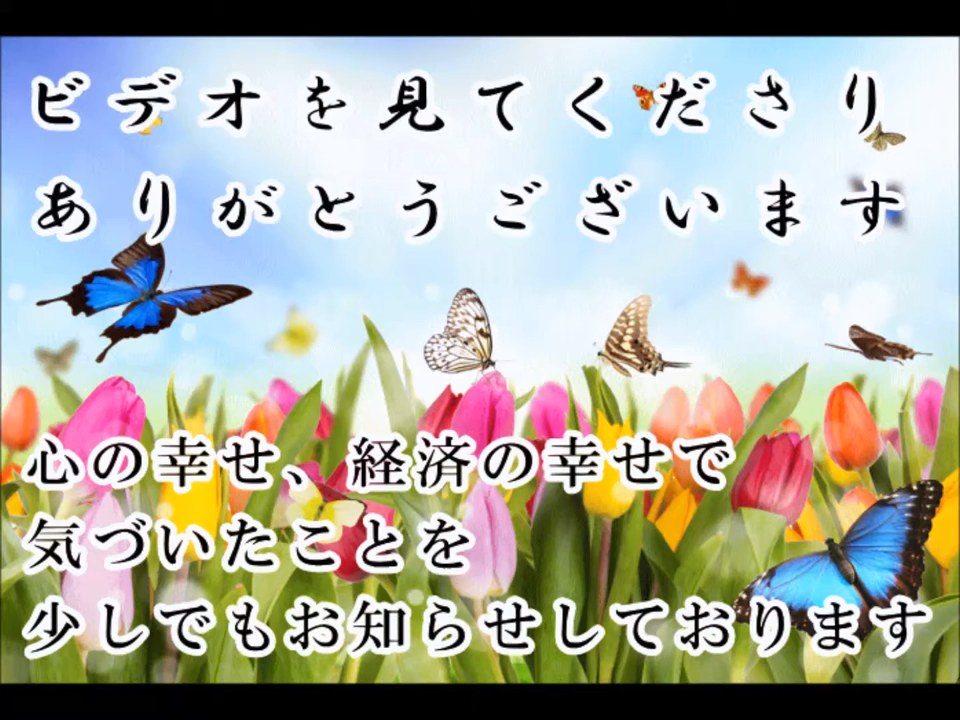 ビデオを見てくださり
ありがとうございます
心の幸せ、経済の幸せで
気づいたことを
少しでもお知らせしております